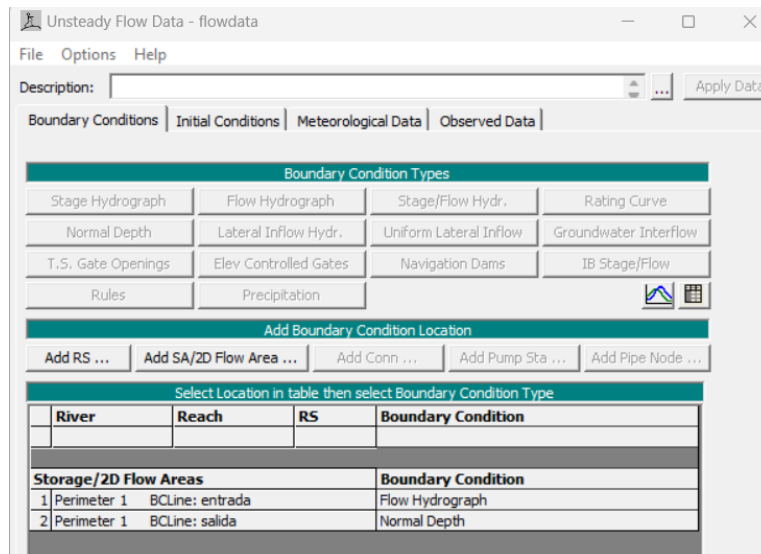 Unsteady Flow Data - flowdata
File Options Help
Description: ... Apply Data
Boundary Conditions Initial Conditions Meteorological Data Observed Data
Boundary Condition Types
Stage Hydrograph Flow Hydrograph Stage/Flow Hydr. Rating Curve
Normal Depth Lateral Inflow Hydr. Uniform Lateral Inflow Groundwater Interflow
T.S. Gate Openings Elev Controlled Gates Navigation Dams IB Stage/Flow
Rules Precipitation
Add Boundary Condition Location
Add RS ... Add SA/2D Flow Area ... Add Conn ... Add Pump Sta ... Add Pipe Node ...
Select Location in table then select Boundary Condition Type
River Reach RS Boundary Condition
Storage/2D Flow Areas Boundary Condition
1 Perimeter 1 BCLine: entrada Flow Hydrograph
2 Perimeter 1 BCLine: salida Normal Depth